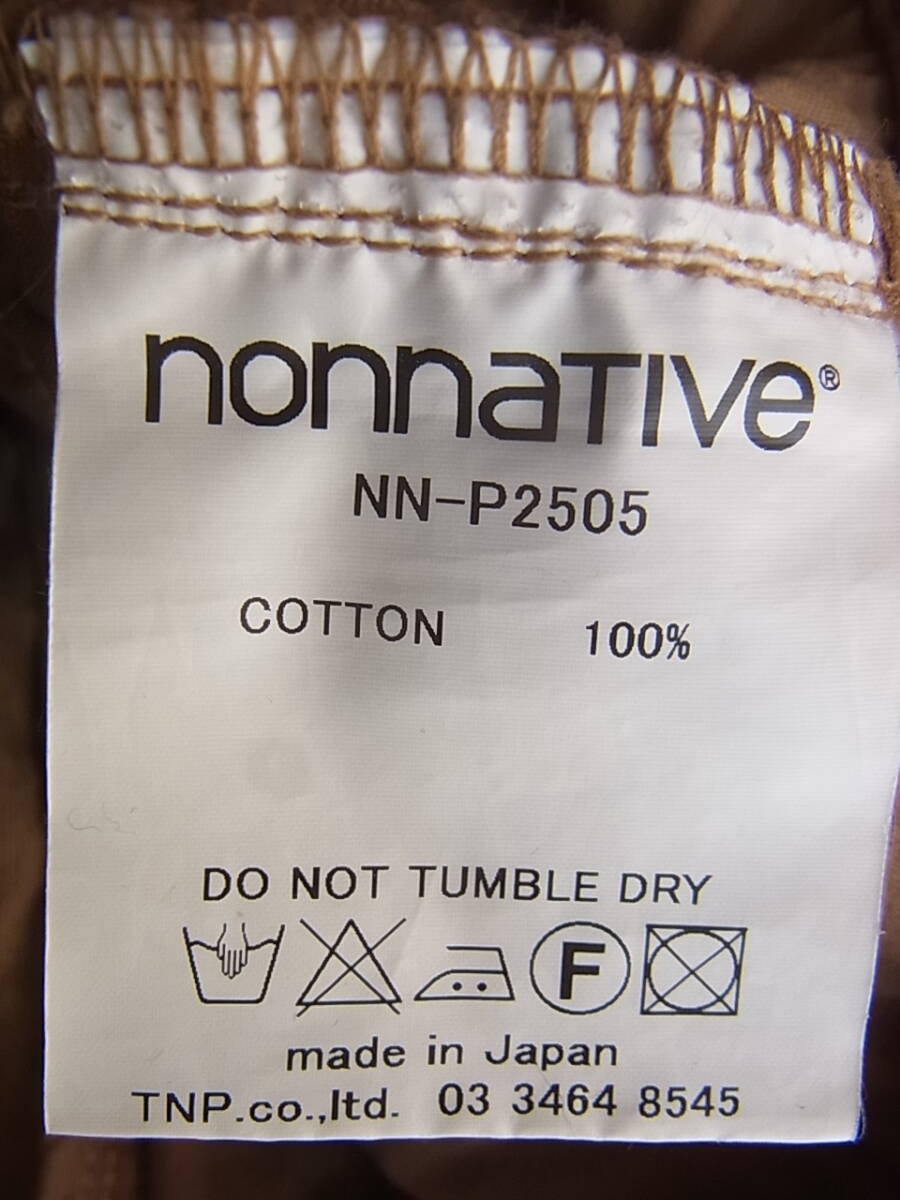 nonnative®
NN-P2505
COTTON 100%
DO NOT TUMBLE DRY
F
made in Japan
TNP.co.,ltd. 03 3464 8545